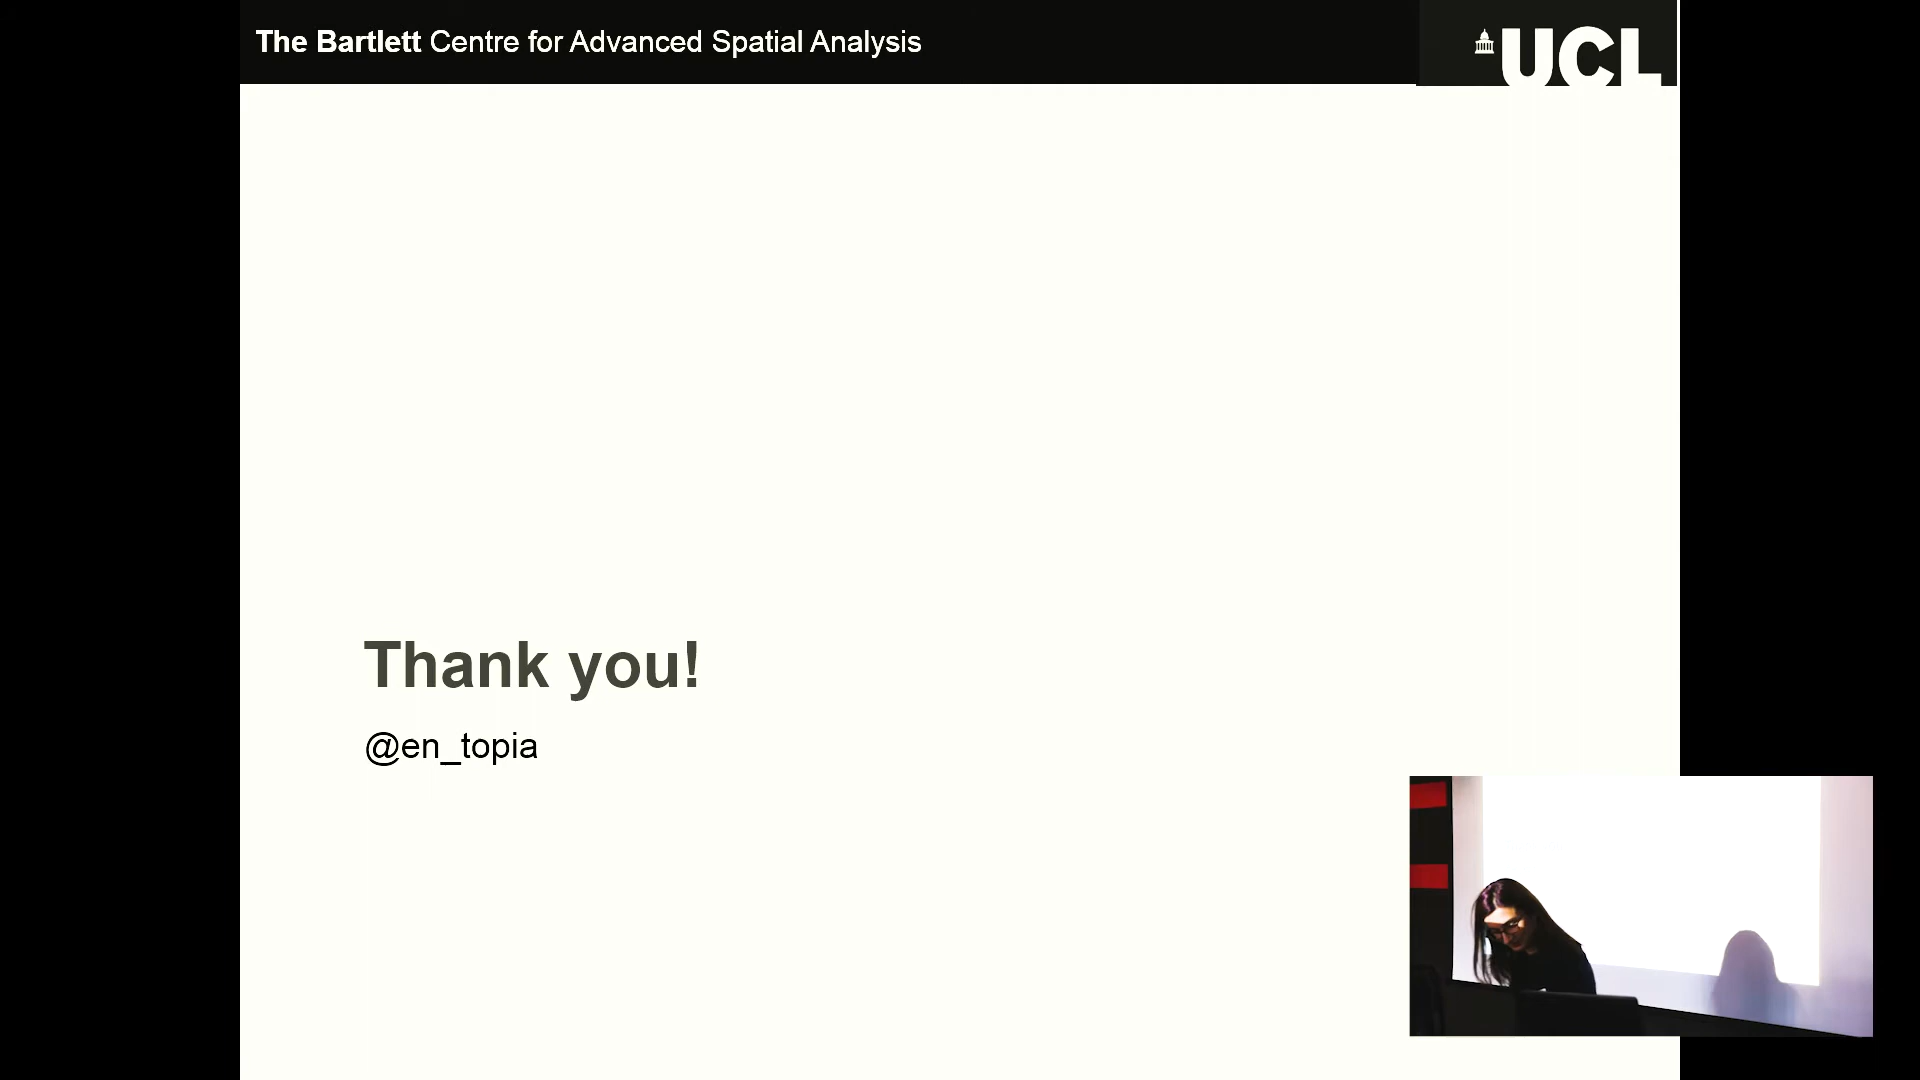 The Bartlett Centre for Advanced Spatial Analysis
UCL
Thank you!
@en_topia